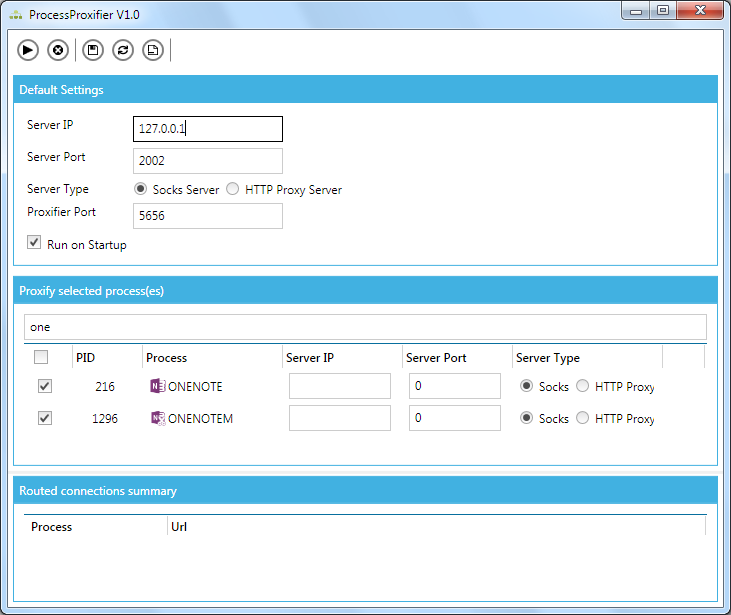 ProcessProxifier V1.0
Default Settings
Server IP 127.0.0.1
Server Port 2002
Server Type Socks Server HTTP Proxy Server
Proxifier Port 5656
Run on Startup
Proxify selected process(es)
one
PID Process Server IP Server Port Server Type
216 ONENOTE 0 Socks HTTP Proxy
1296 ONENOTEM 0 Socks HTTP Proxy
Routed connections summary
Process Url